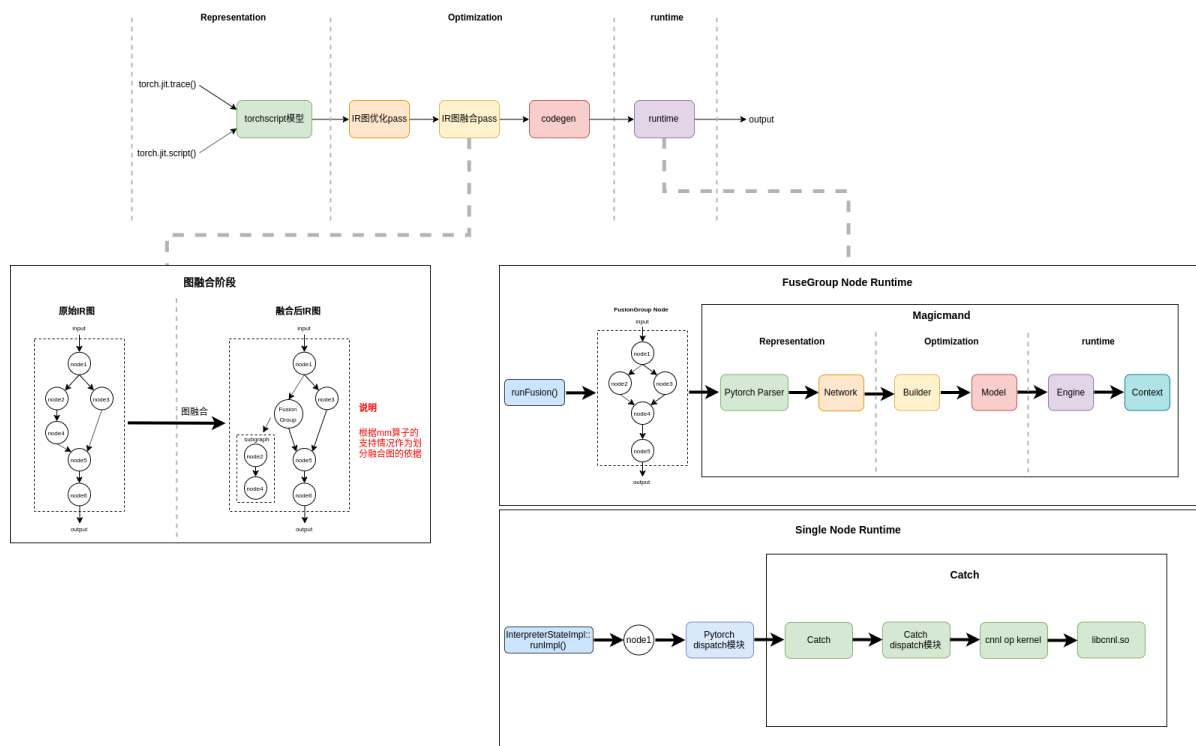 Representation
Optimization
runtime
torch.jit.trace()
torchscript模型
IR图优化pass
IR图融合pass
codegen
runtime
output
torch.jit.script()
图融合阶段
原始IR图
融合后IR图
input
node1
node2
node3
node4
node5
node6
output
图融合
input
node1
node3
Fusion
Group
subgraph
node2
node4
node5
node6
output
说明
根据mm算子的
支持情况作为划
分融合图的依据
FuseGroup Node Runtime
runFusion()
FusionGroup Node
input
node1
node2
node3
node4
node5
output
Magicmand
Representation
Optimization
runtime
Pytorch Parser
Network
Builder
Model
Engine
Context
Single Node Runtime
InterpreterStateImpl::
runImpl()
node1
Pytorch
dispatch模块
Catch
Catch
Catch
dispatch模块
cnnl op kernel
libcnnl.so